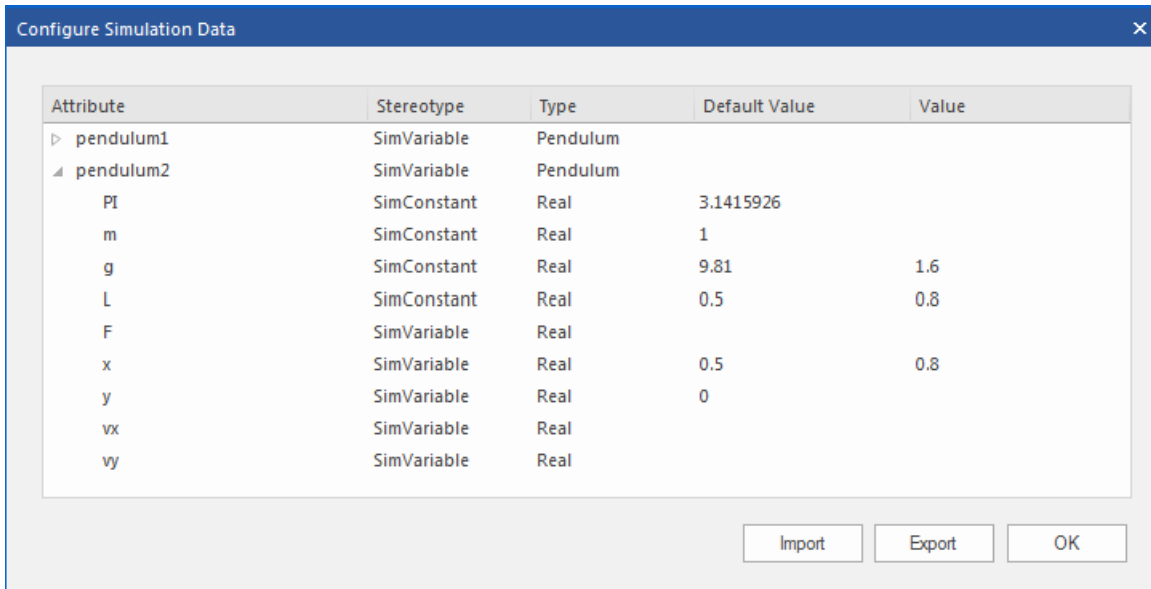 Configure Simulation Data
Attribute Stereotype Type Default Value Value
pendulum1 SimVariable Pendulum
pendulum2 SimVariable Pendulum
PI SimConstant Real 3.1415926
m SimConstant Real 1
g SimConstant Real 9.81 1.6
L SimConstant Real 0.5 0.8
F SimVariable Real
x SimVariable Real 0.5 0.8
y SimVariable Real 0
vx SimVariable Real
vy SimVariable Real
Import Export OK